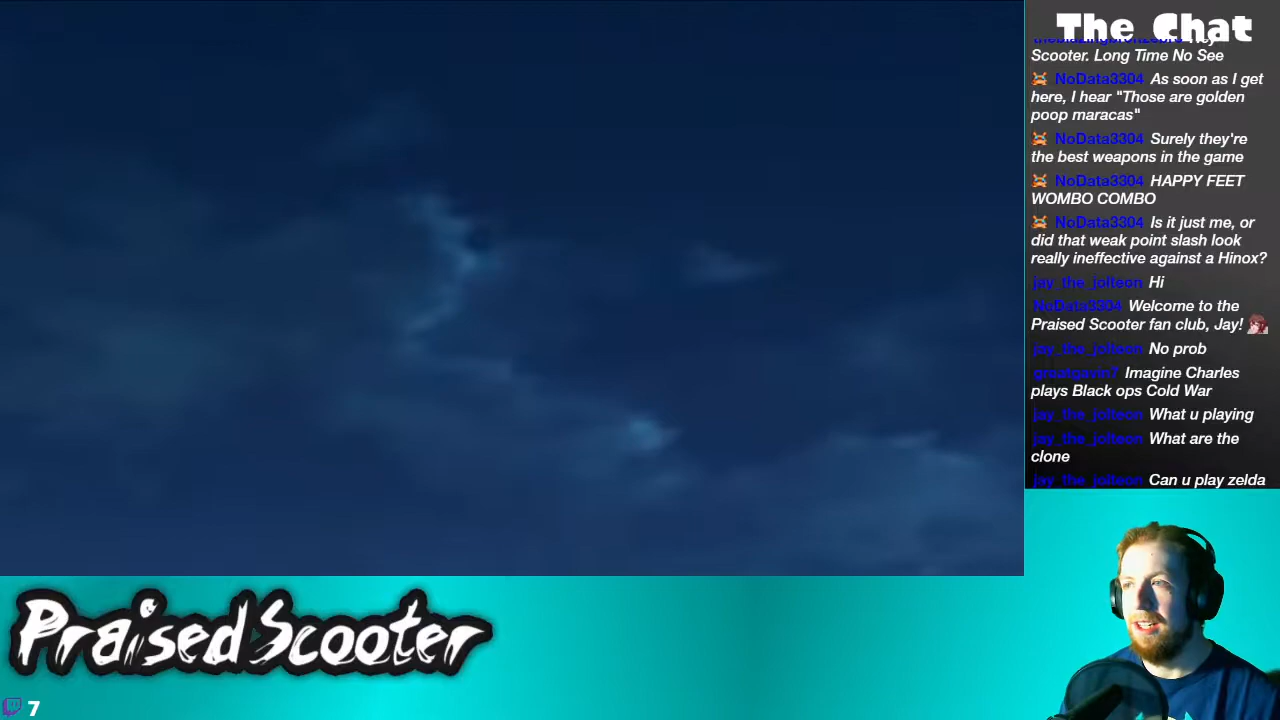 The Chat
Scooter. Long Time No See
NoData3304 As soon as I get
here, I hear "Those are golden
poop maracas"
NoData3304 Surely they're
the best weapons in the game
NoData3304 HAPPY FEET
WOMBO COMBO
NoData3304 Is it just me, or
did that weak point slash look
really ineffective against a Hinox?
jay_the_jolteon Hi
NoData3304 Welcome to the
Praised Scooter fan club, Jay!
jay_the_jolteon No prob
greatgavin7 Imagine Charles
plays Black ops Cold War
jay_the_jolteon What u playing
jay_the_jolteon What are the
clone
jay_the_jolteon Can u play zelda
Praised Scooter
7